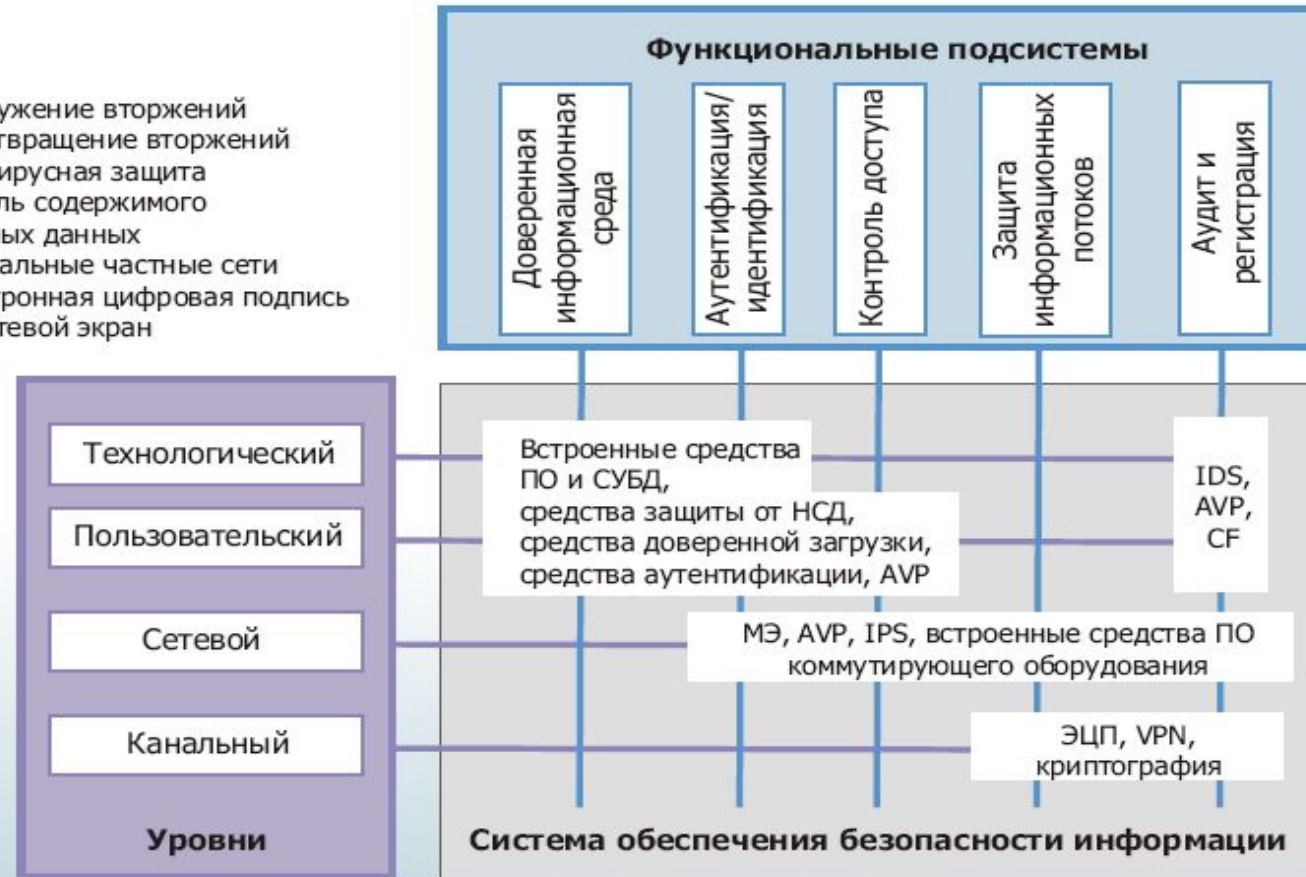 Функциональные подсистемы
ужение вторжений
твращение вторжений
ирусная защита
ль содержимого
ных данных
альные частные сети
тронная цифровая подпись
тевой экран
Доверенная
информационная
среда
Аутентификация/
идентификация
Контроль доступа
Защита
информационных
потоков
Аудит и
регистрация
Технологический
Пользовательский
Сетевой
Канальный
Уровни
Встроенные средства
ПО и СУБД,
средства защиты от НСД,
средства доверенной загрузки,
средства аутентификации, AVP
IDS,
AVP,
CF
МЭ, AVP, IPS, встроенные средства ПО
коммутирующего оборудования
ЭЦП, VPN,
криптография
Система обеспечения безопасности информации